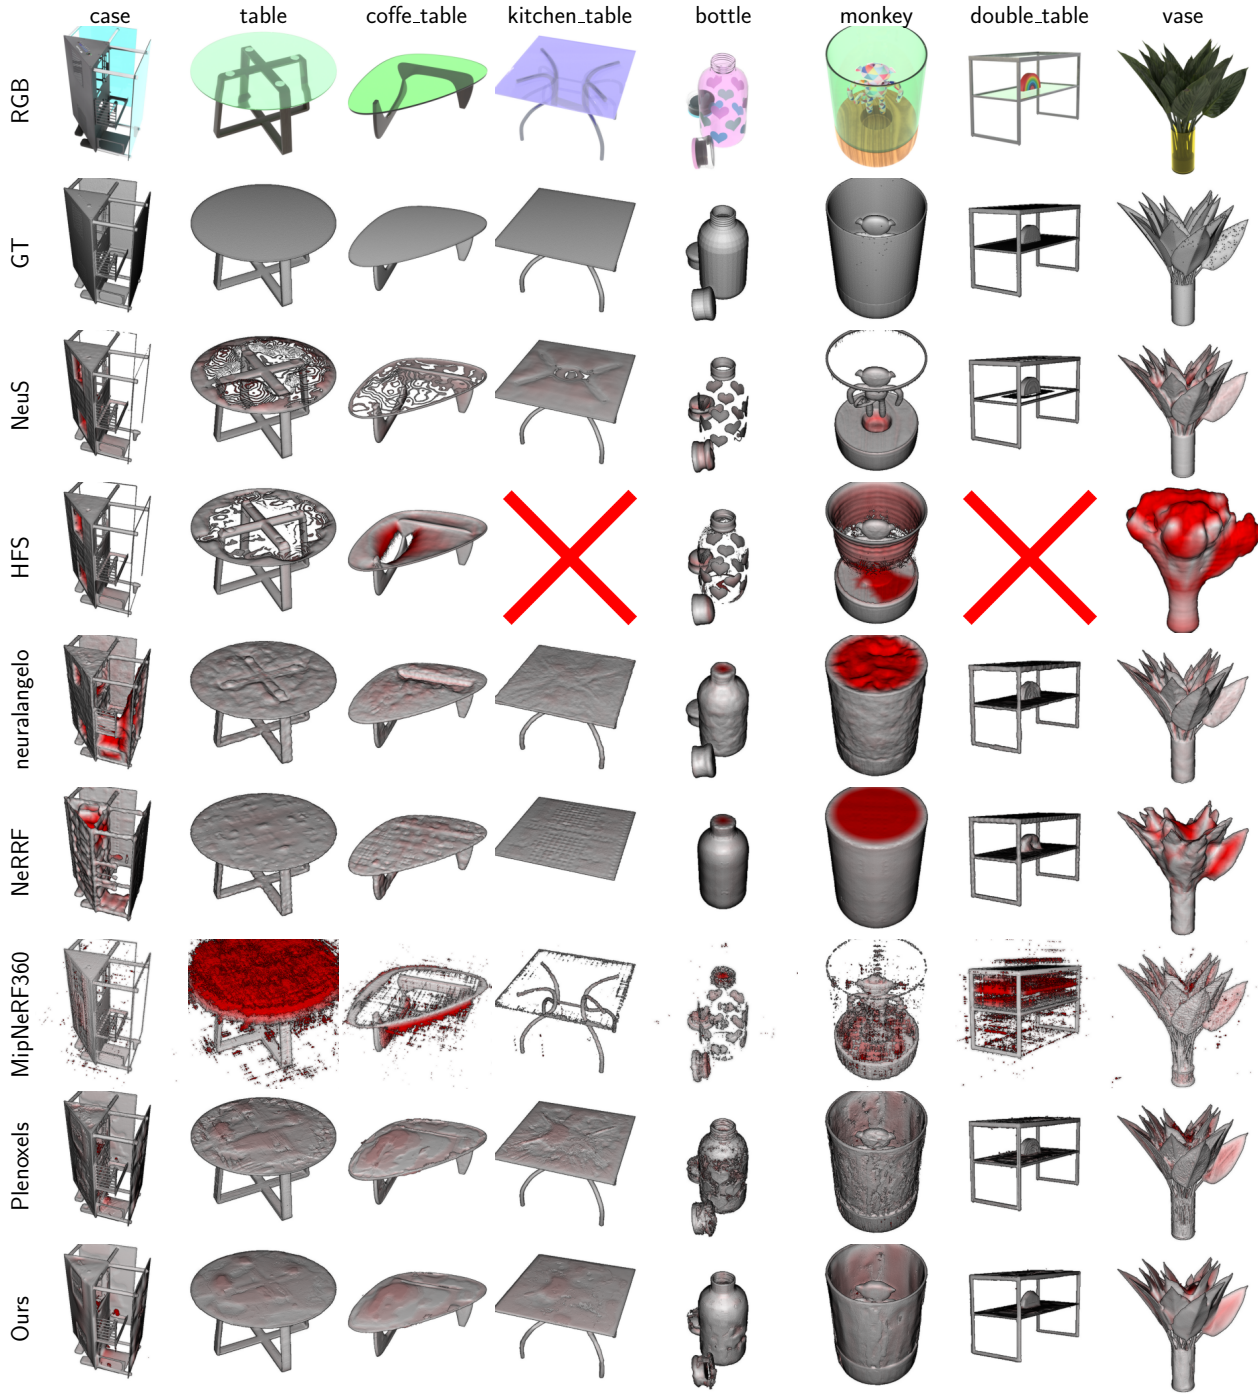 case table coffe_table kitchen_table bottle monkey double_table vase
RGB
GT
NeuS
HFS
neuralangelo
NeRRF
MipNeRF360
Plenoxels
Ours